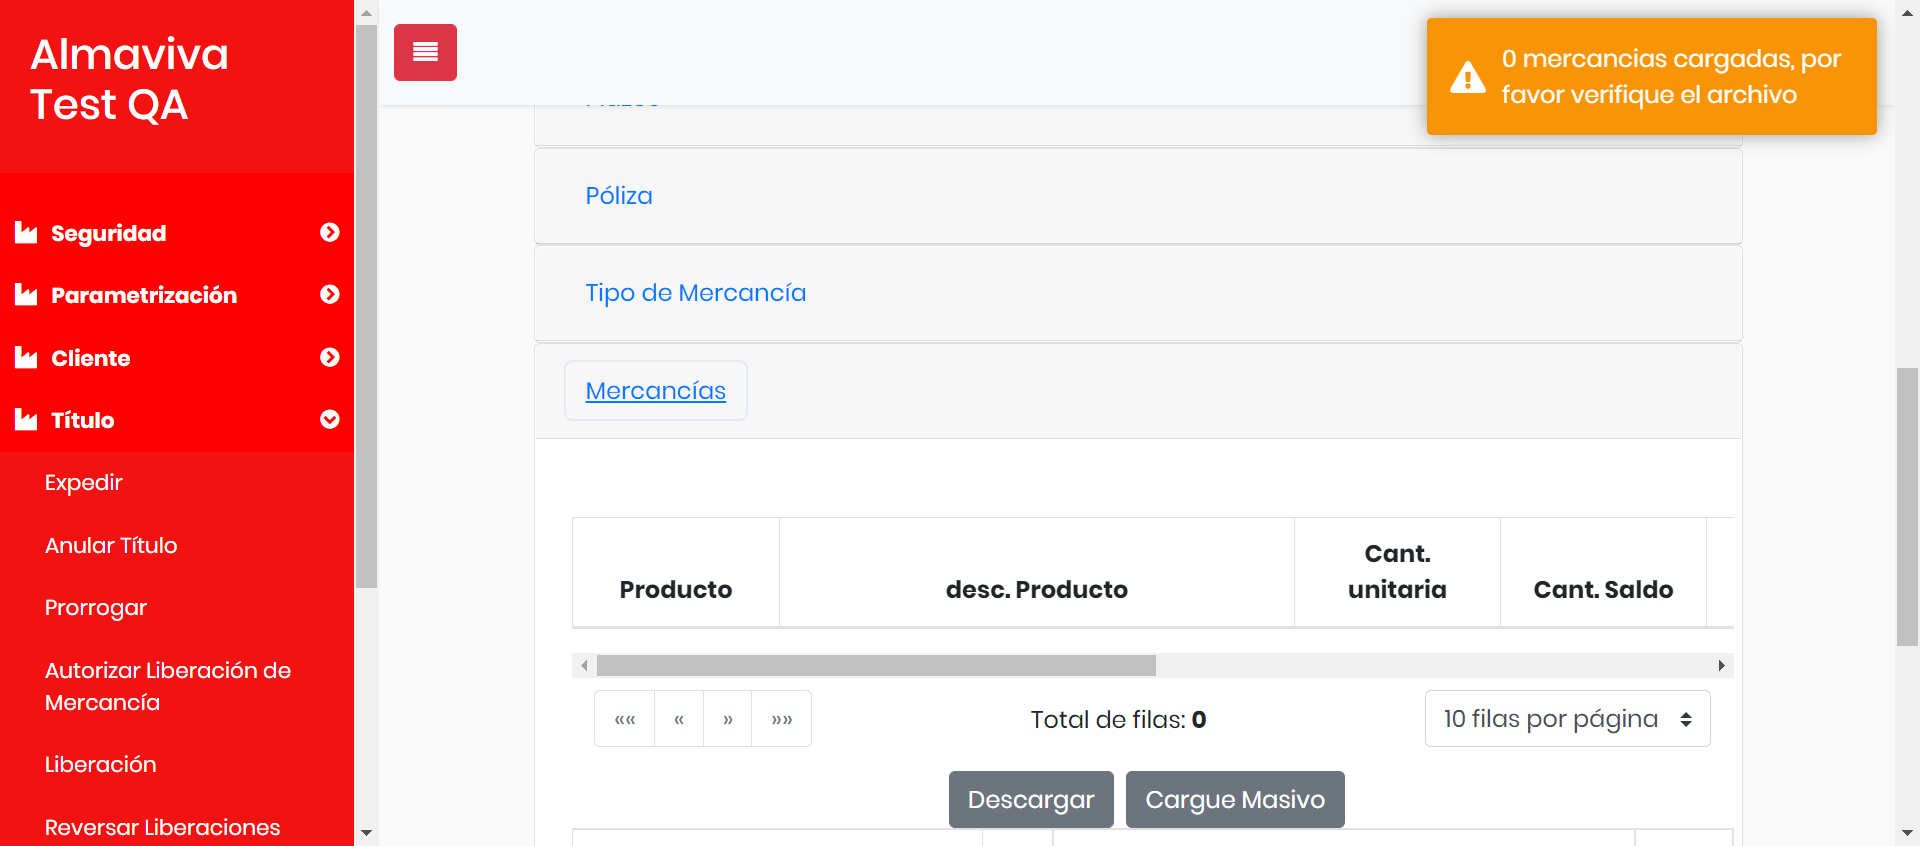 Almaviva
Test QA
0 mercancias cargadas, por
favor verifique el archivo
Seguridad
Parametrización
Cliente
Título
Expedir
Anular Título
Prorrogar
Autorizar Liberación de
Mercancía
Liberación
Reversar Liberaciones
Póliza
Tipo de Mercancía
Mercancías
Producto
desc. Producto
Cant.
unitaria
Cant. Saldo
«« « » »»
Total de filas: 0
10 filas por página
Descargar
Cargue Masivo